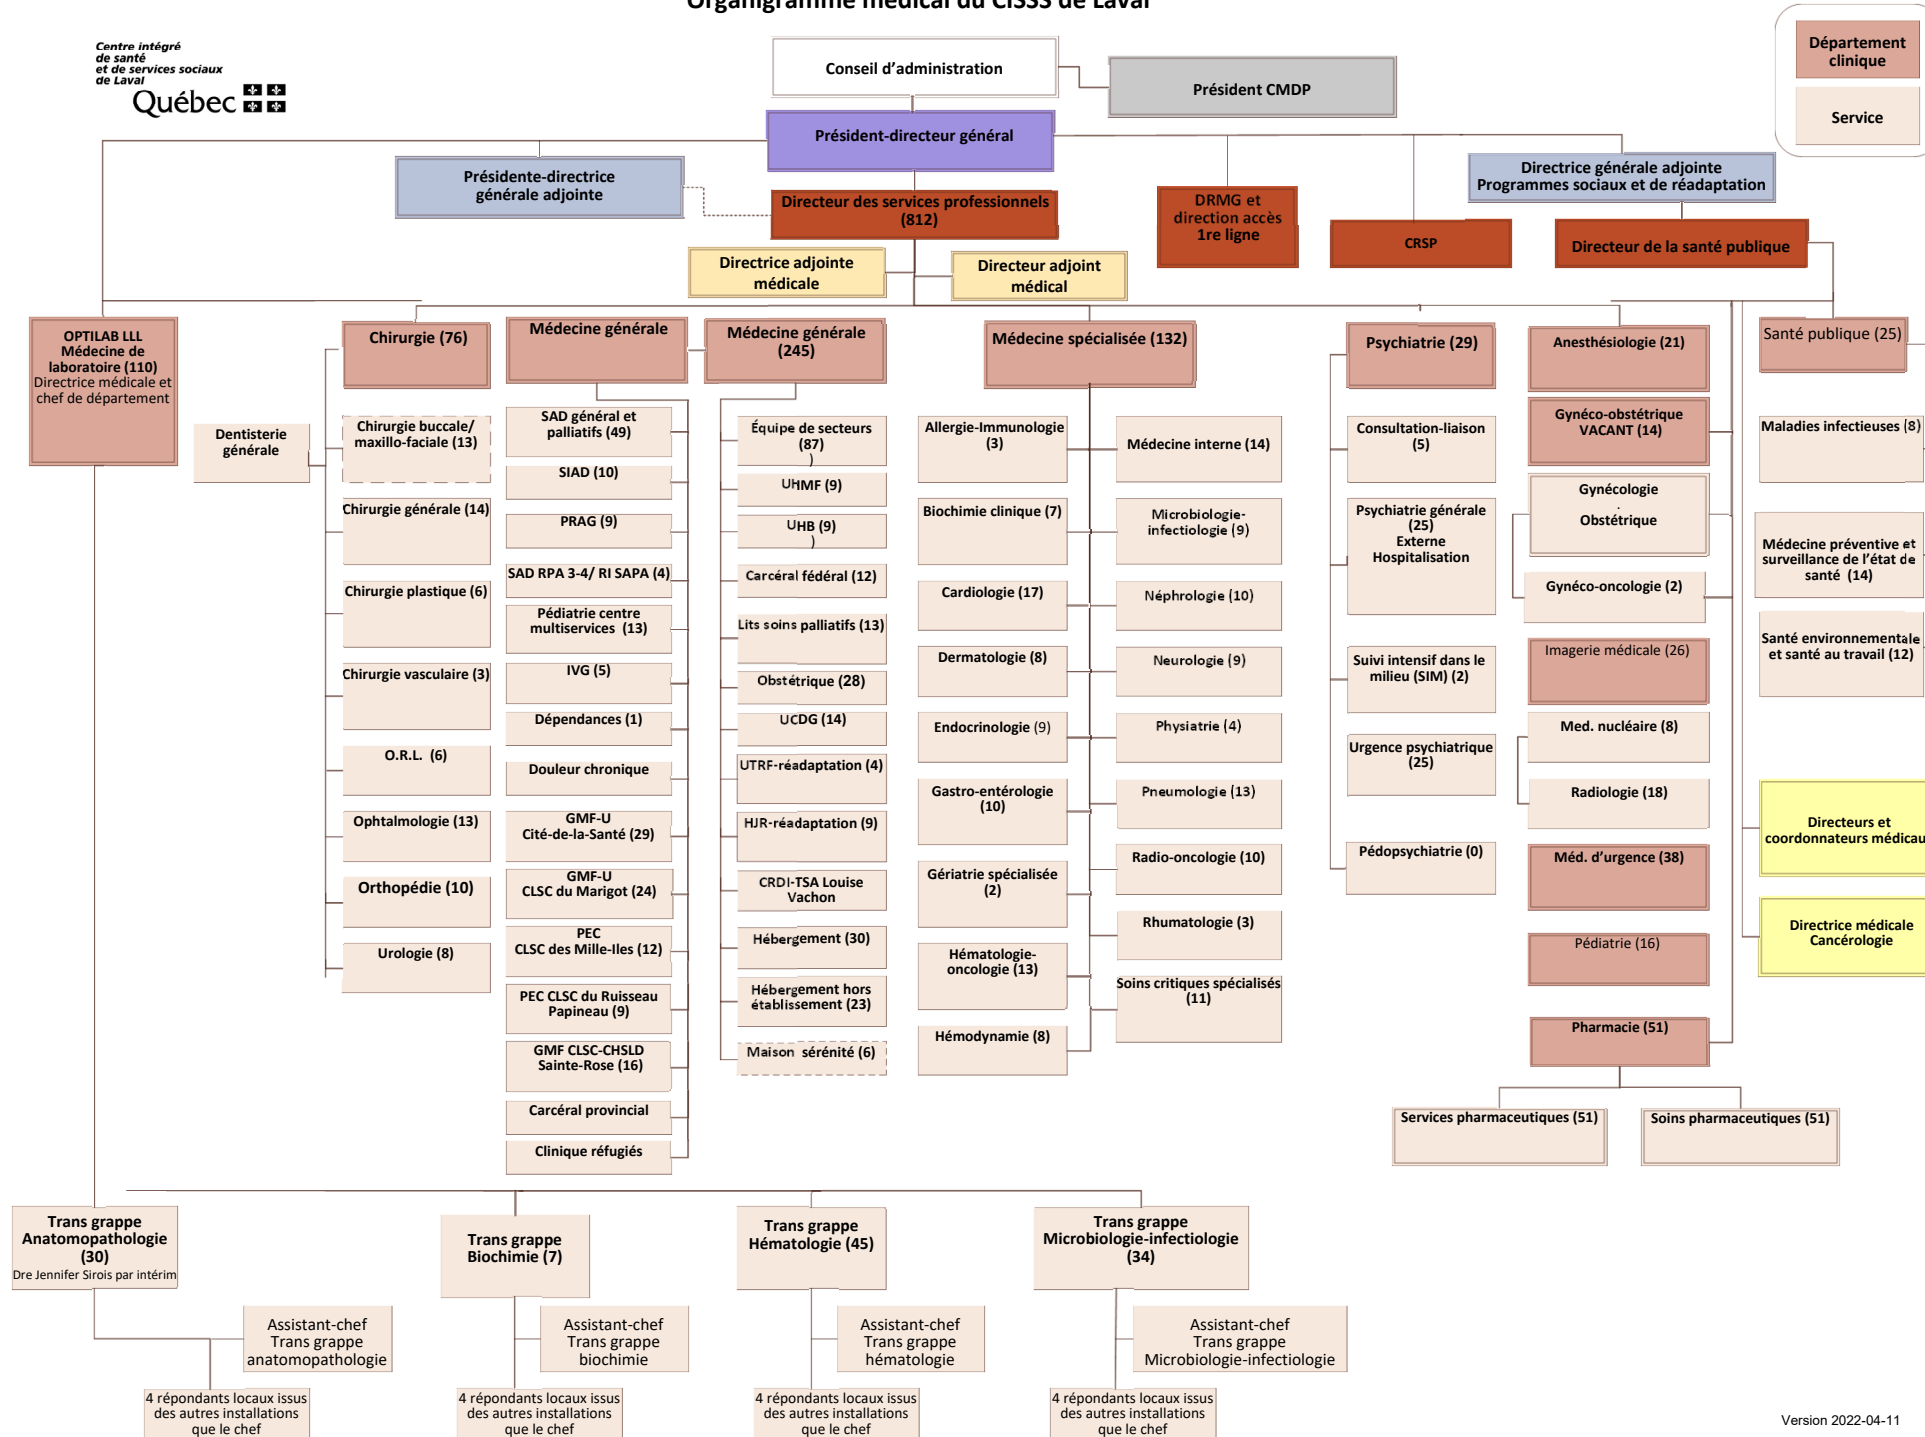 Organigramme médical du CISSS de Laval
Centre intégré
de santé
et de services sociaux
de Laval
Québec
Département
clinique
Service
Conseil d'administration
Président CMDP
Président-directeur général
Présidente-directrice
générale adjointe
Directeur des services professionnels
(812)
DRMG et
direction accès
1re ligne
CRSP
Directrice générale adjointe
Programmes sociaux et de réadaptation
Directeur de la santé publique
Directrice adjointe
médicale
Directeur adjoint
médical
OPTILAB LLL
Médecine de
laboratoire (110)
Directrice médicale et
chef de département
Dentisterie
générale
Chirurgie (76)
Chirurgie buccale/
maxillo-faciale (13)
Chirurgie générale (14)
Chirurgie plastique (6)
Chirurgie vasculaire (3)
O.R.L. (6)
Ophtalmologie (13)
Orthopédie (10)
Urologie (8)
Médecine générale
SAD général et
palliatifs (49)
SIAD (10)
PRAG (9)
SAD RPA 3-4/ RI SAPA (4)
Pédiatrie centre
multiservices (13)
IVG (5)
Dépendances (1)
Douleur chronique
GMF-U
Cité-de-la-Santé (29)
GMF-U
CLSC du Marigot (24)
PEC
CLSC des Mille-Iles (12)
PEC CLSC du Ruisseau
Papineau (9)
GMF CLSC-CHSLD
Sainte-Rose (16)
Carcéral provincial
Clinique réfugiés
Médecine générale
(245)
Équipe de secteurs
(87)
)
UHMF (9)
UHB (9)
)
Carcéral fédéral (12)
Lits soins palliatifs (13)
Obstétrique (28)
UCDG (14)
UTRF-réadaptation (4)
HJR-réadaptation (9)
CRDI-TSA Louise
Vachon
Hébergement (30)
Hébergement hors
établissement (23)
Maison sérénité (6)
Médecine spécialisée (132)
Allergie-Immunologie
(3)
Biochimie clinique (7)
Cardiologie (17)
Dermatologie (8)
Endocrinologie (9)
Gastro-entérologie
(10)
Gériatrie spécialisée
(2)
Hématologie-
oncologie (13)
Hémodynamie (8)
Médecine interne (14)
Microbiologie-
infectiologie (9)
Néphrologie (10)
Neurologie (9)
Physiatrie (4)
Pneumologie (13)
Radio-oncologie (10)
Rhumatologie (3)
Soins critiques spécialisés
(11)
Psychiatrie (29)
Consultation-liaison
(5)
Psychiatrie générale
(25)
Externe
Hospitalisation
Suivi intensif dans le
milieu (SIM) (2)
Urgence psychiatrique
(25)
Pédopsychiatrie (0)
Anesthésiologie (21)
Gynéco-obstétrique
VACANT (14)
Gynécologie
.
Obstétrique
Gynéco-oncologie (2)
Imagerie médicale (26)
Med. nucléaire (8)
Radiologie (18)
Méd. d'urgence (38)
Pédiatrie (16)
Pharmacie (51)
Services pharmaceutiques (51)
Soins pharmaceutiques (51)
Santé publique (25)
Maladies infectieuses (8)
Médecine préventive et
surveillance de l'état de
santé (14)
Santé environnementale
et santé au travail (12)
Directeurs et
coordonnateurs médicau
Directrice médicale
Cancérologie
Trans grappe
Anatomopathologie
(30)
Dre Jennifer Sirois par intérim
Trans grappe
Biochimie (7)
Trans grappe
Hématologie (45)
Trans grappe
Microbiologie-infectiologie
(34)
Assistant-chef
Trans grappe
anatomopathologie
Assistant-chef
Trans grappe
biochimie
Assistant-chef
Trans grappe
hématologie
Assistant-chef
Trans grappe
Microbiologie-infectiologie
4 répondants locaux issus
des autres installations
que le chef
4 répondants locaux issus
des autres installations
que le chef
4 répondants locaux issus
des autres installations
que le chef
4 répondants locaux issus
des autres installations
que le chef
Version 2022-04-11